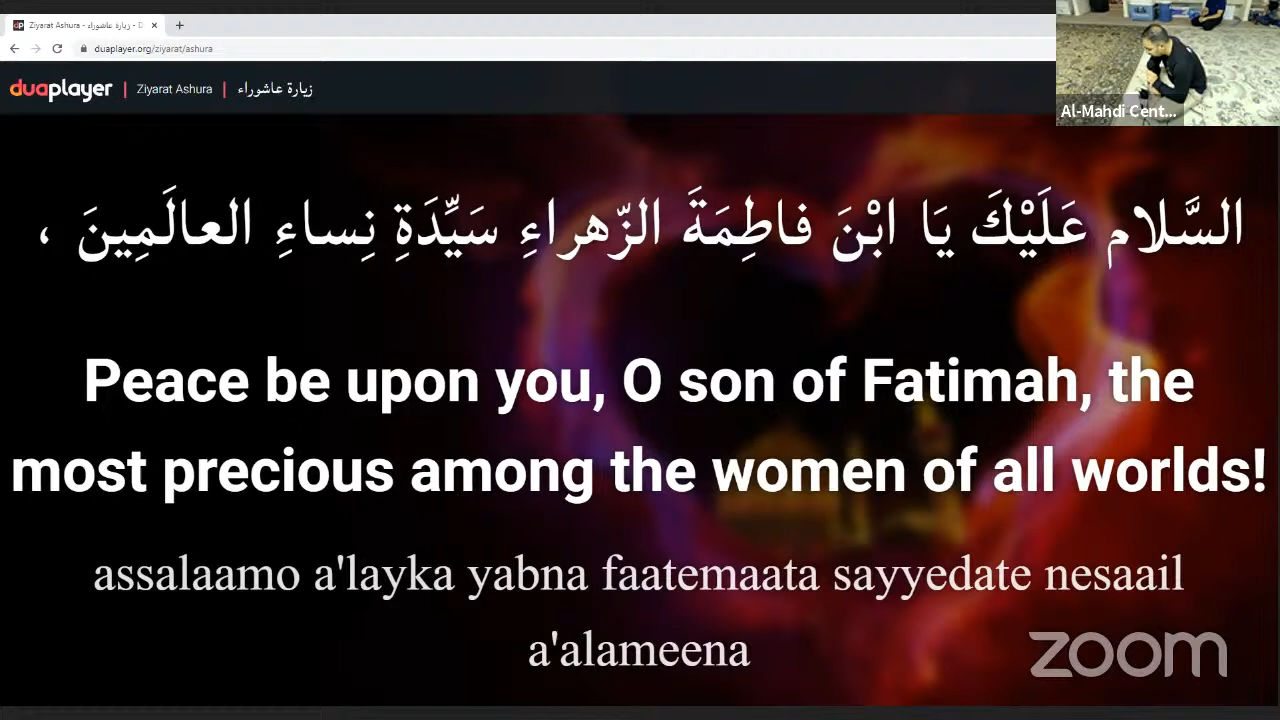 Ziyarat Ashura - زيارة عاشوراء - D
duaplayer.org/ziyarat/ashura
duaplayer | Ziyarat Ashura | زيارة عاشوراء
Al-Mahdi Cent...
السَّلام عَلَيْكَ يَا ابْنَ فاطِمَةَ الزّهراءِ سَيِّدَةِ نِساءِ العالَمِينَ ،
Peace be upon you, O son of Fatimah, the
most precious among the women of all worlds!
assalaamo a'layka yabna faatemaata sayyedate nesaail
a'alameena
zoom